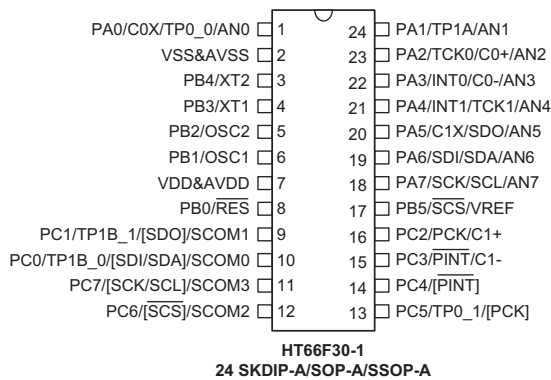 PA0/C0X/TP0_0/AN0 1 24 PA1/TP1A/AN1
VSS&AVSS 2 23 PA2/TCK0/C0+/AN2
PB4/XT2 3 22 PA3/INT0/C0-/AN3
PB3/XT1 4 21 PA4/INT1/TCK1/AN4
PB2/OSC2 5 20 PA5/C1X/SDO/AN5
PB1/OSC1 6 19 PA6/SDI/SDA/AN6
VDD&AVDD 7 18 PA7/SCK/SCL/AN7
PB0/RES 8 17 PB5/SCS/VREF
PC1/TP1B_1/[SDO]/SCOM1 9 16 PC2/PCK/C1+
PC0/TP1B_0/[SDI/SDA]/SCOM0 10 15 PC3/PINT/C1-
PC7/[SCK/SCL]/SCOM3 11 14 PC4/[PINT]
PC6/[SCS]/SCOM2 12 13 PC5/TP0_1/[PCK]
HT66F30-1
24 SKDIP-A/SOP-A/SSOP-A